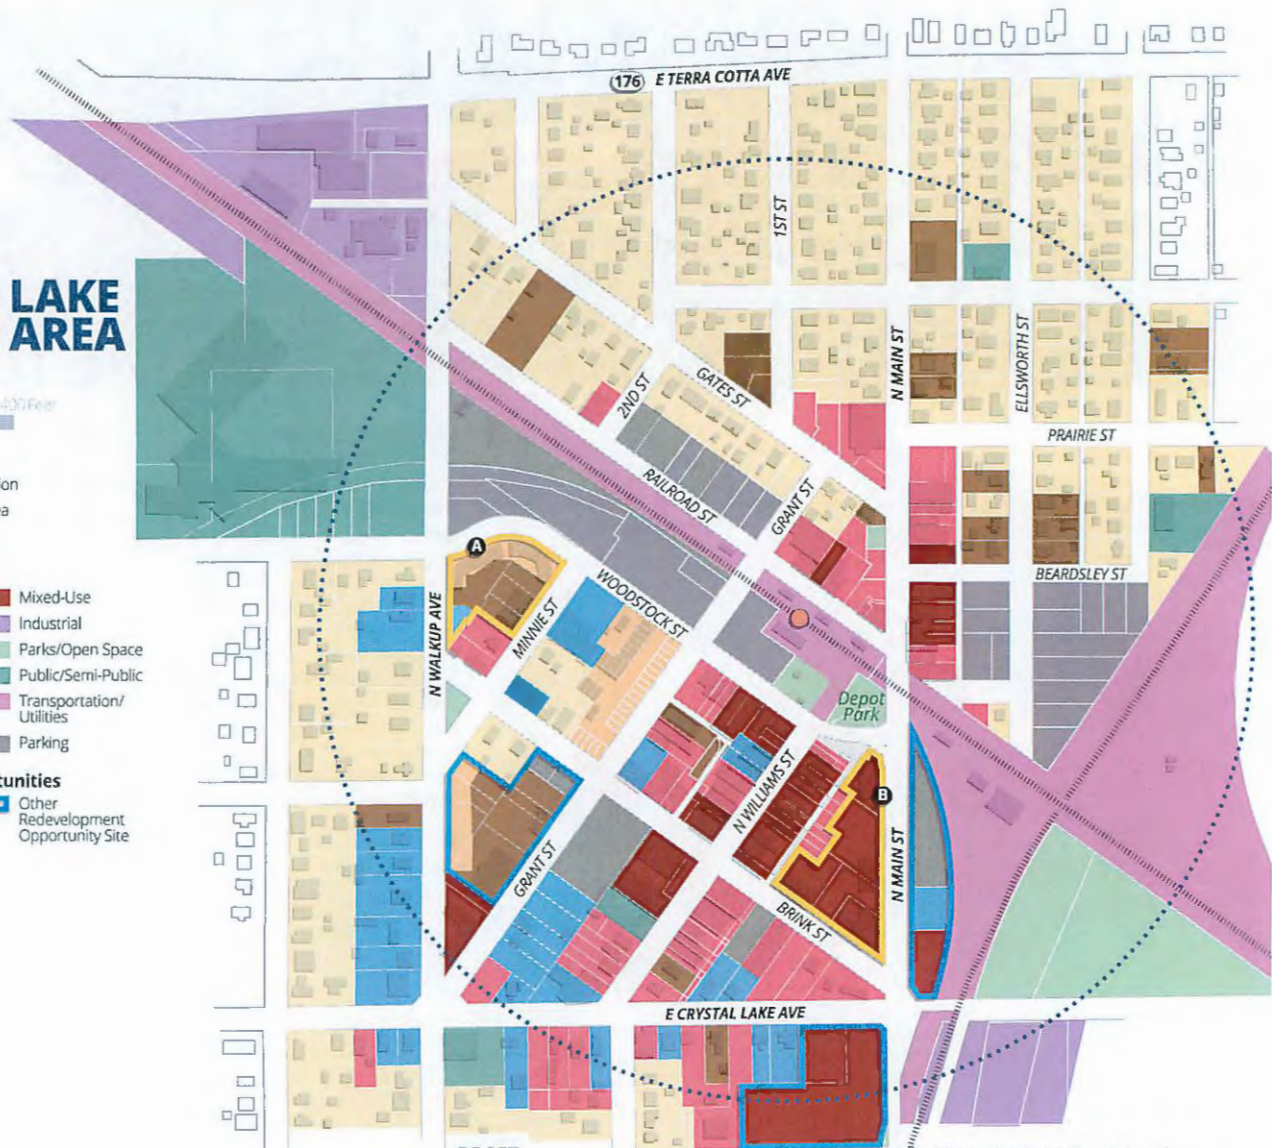 176 E TERRA COTTA AVE
1ST ST
LAKE
AREA
N MAIN ST
ELLSWORTH ST
400 Feet
2ND ST
GATES ST
PRAIRIE ST
RAILROAD ST
GRANT ST
A
WOODSTOCK ST
BEARDSLEY ST
Mixed-Use
Industrial
Parks/Open Space
Public/Semi-Public
Transportation/
Utilities
Parking
N WALKUP AVE
MINNIE ST
Depot
Park
Other
Redevelopment
Opportunity Site
N WILLIAMS ST
B
N MAIN ST
GRANT ST
BRINK ST
E CRYSTAL LAKE AVE